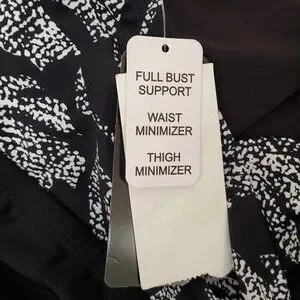 FULL BUST
SUPPORT
WAIST
MINIMIZER
THIGH
MINIMIZER